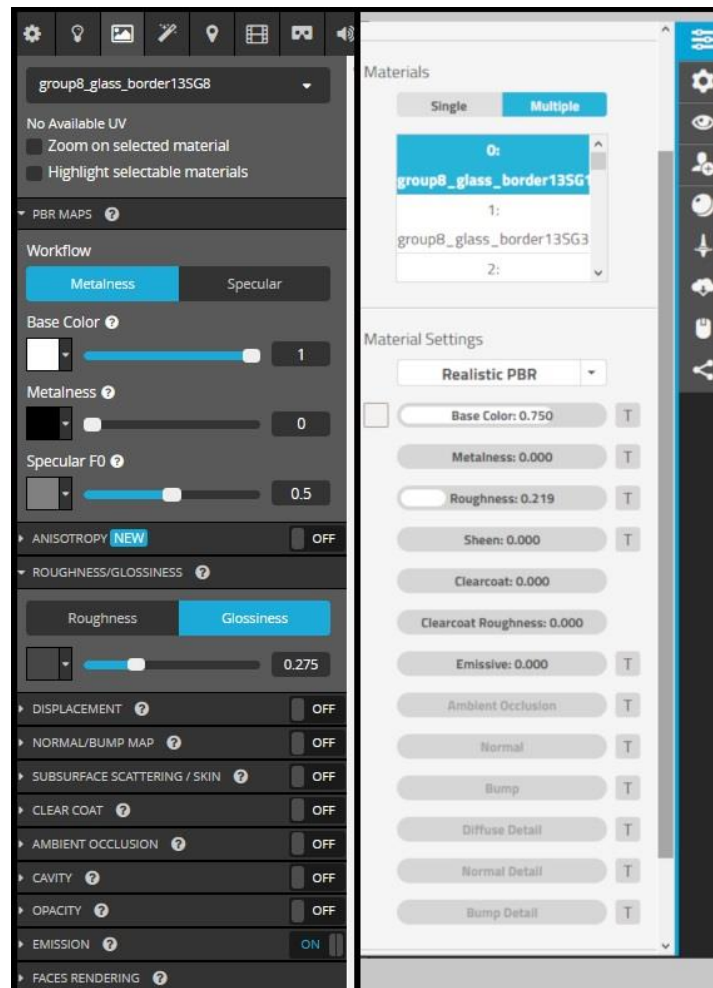 group8_glass_border13SG8
No Available UV
Zoom on selected material
Highlight selectable materials
PBR MAPS ?
Workflow
Metalness Specular
Base Color ?
1
Metalness ?
0
Specular F0 ?
0.5
ANISOTROPY NEW OFF
ROUGHNESS/GLOSSINESS ?
Roughness Glossiness
0.275
DISPLACEMENT ? OFF
NORMAL/BUMP MAP ? OFF
SUBSURFACE SCATTERING / SKIN ? OFF
CLEAR COAT ? OFF
AMBIENT OCCLUSION ? OFF
CAVITY ? OFF
OPACITY ? OFF
EMISSION ? ON
FACES RENDERING ?
Materials
Single Multiple
0:
group8_glass_border13SG1
1:
group8_glass_border13SG3
2:
Material Settings
Realistic PBR
Base Color: 0.750 T
Metalness: 0.000 T
Roughness: 0.219 T
Sheen: 0.000 T
Clearcoat: 0.000
Clearcoat Roughness: 0.000
Emissive: 0.000 T
Ambient Occlusion T
Normal T
Bump T
Diffuse Detail T
Normal Detail T
Bump Detail T